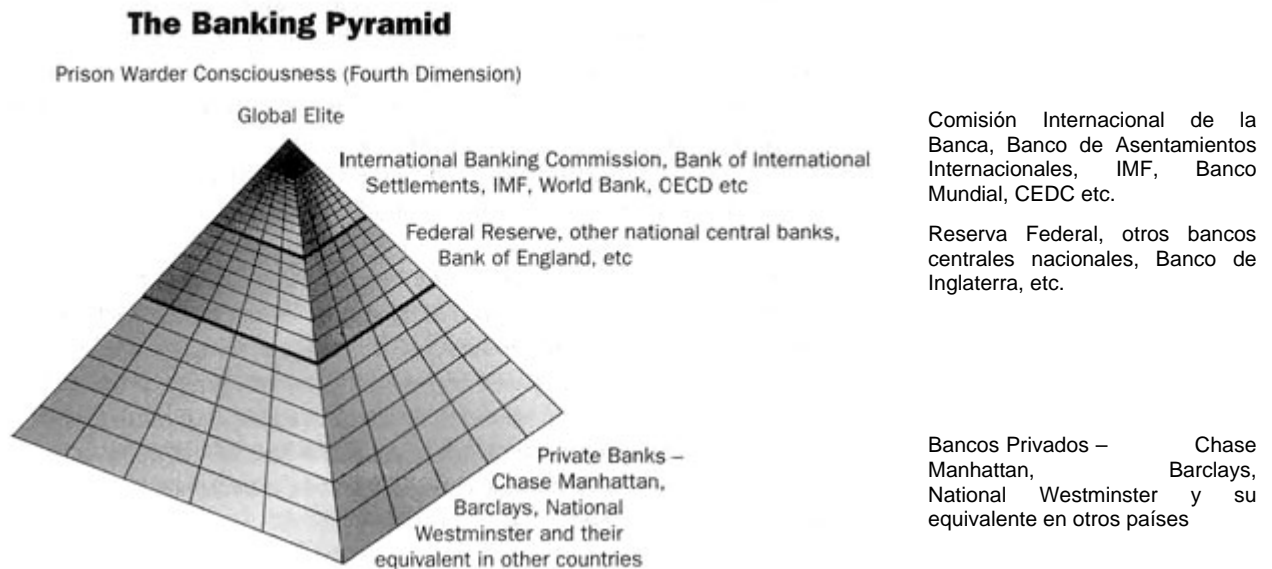 The Banking Pyramid
Prison Warder Consciousness (Fourth Dimension)
Global Elite
International Banking Commission, Bank of International
Settlements, IMF, World Bank, CECD etc
Federal Reserve, other national central banks,
Bank of England, etc
Private Banks –
Chase Manhattan,
Barclays, National
Westminster and their
equivalent in other countries
Comisión Internacional de la
Banca, Banco de Asentamientos
Internacionales, IMF, Banco
Mundial, CEDC etc.
Reserva Federal, otros bancos
centrales nacionales, Banco de
Inglaterra, etc.
Bancos Privados – Chase
Manhattan, Barclays,
National Westminster y su
equivalente en otros países